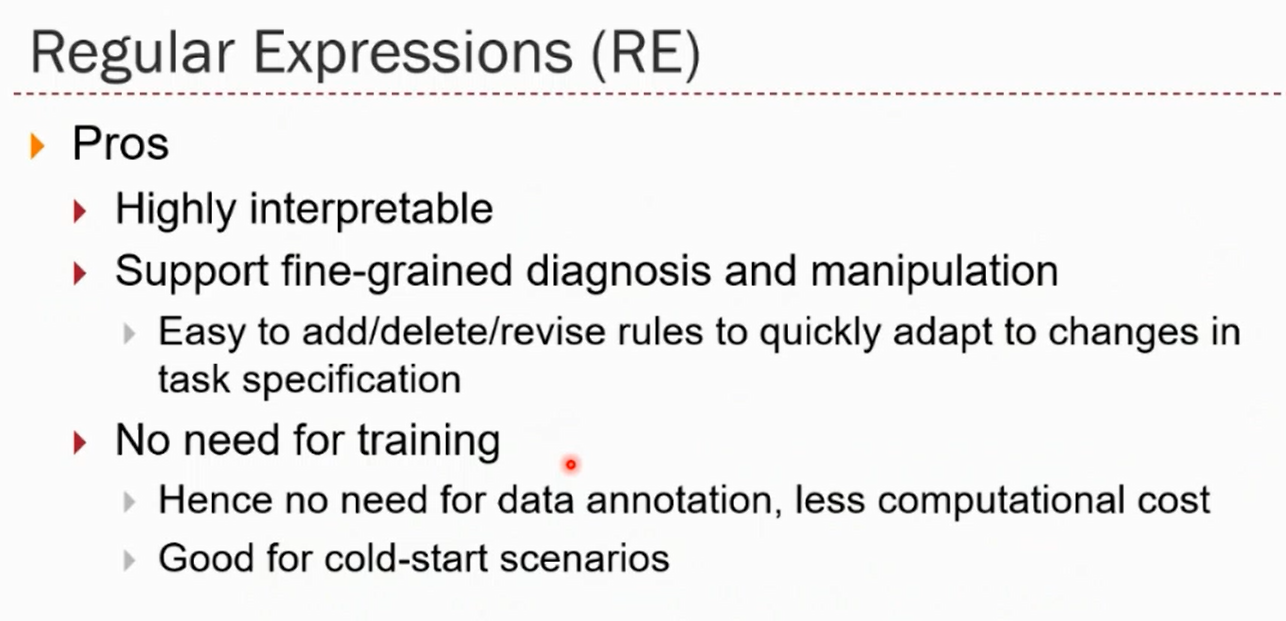 Regular Expressions (RE)
Pros
Highly interpretable
Support fine-grained diagnosis and manipulation
Easy to add/delete/revise rules to quickly adapt to changes in
task specification
No need for training
Hence no need for data annotation, less computational cost
Good for cold-start scenarios